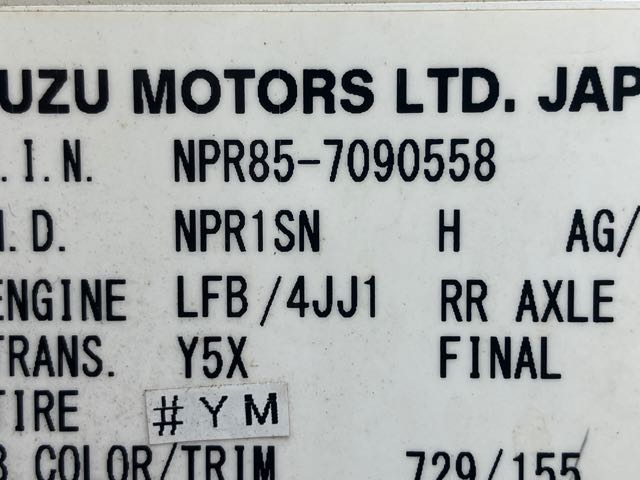 UZU MOTORS LTD. JAP
.I.N. NPR85-7090558
.D. NPR1SN H AG/
ENGINE LFB/4JJ1 RR AXLE
TRANS. Y5X FINAL
TIRE #YM
COLOR/TRIM 729/155